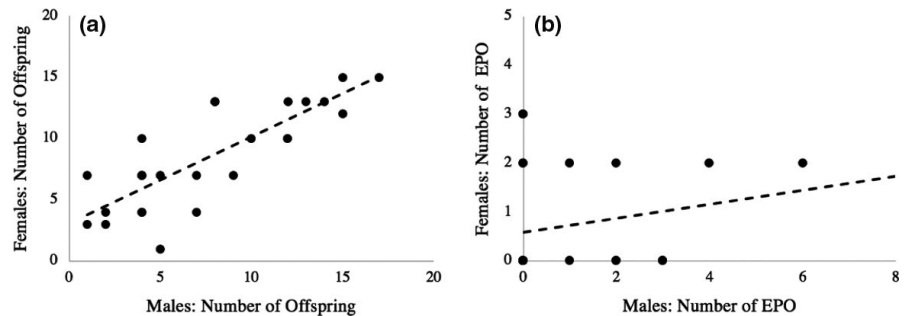 (a)
Females: Number of Offspring
20
15
10
5
0
0 5 10 15 20
Males: Number of Offspring
(b)
Females: Number of EPO
5
4
3
2
1
0
0 2 4 6 8
Males: Number of EPO